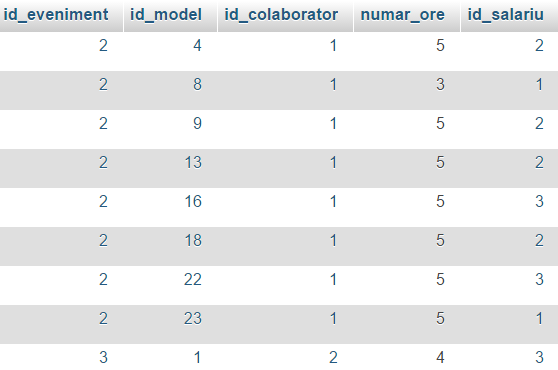 id_eveniment id_model id_colaborator numar_ore id_salariu
2 4 1 5 2
2 8 1 3 1
2 9 1 5 2
2 13 1 5 2
2 16 1 5 3
2 18 1 5 2
2 22 1 5 3
2 23 1 5 1
3 1 2 4 3